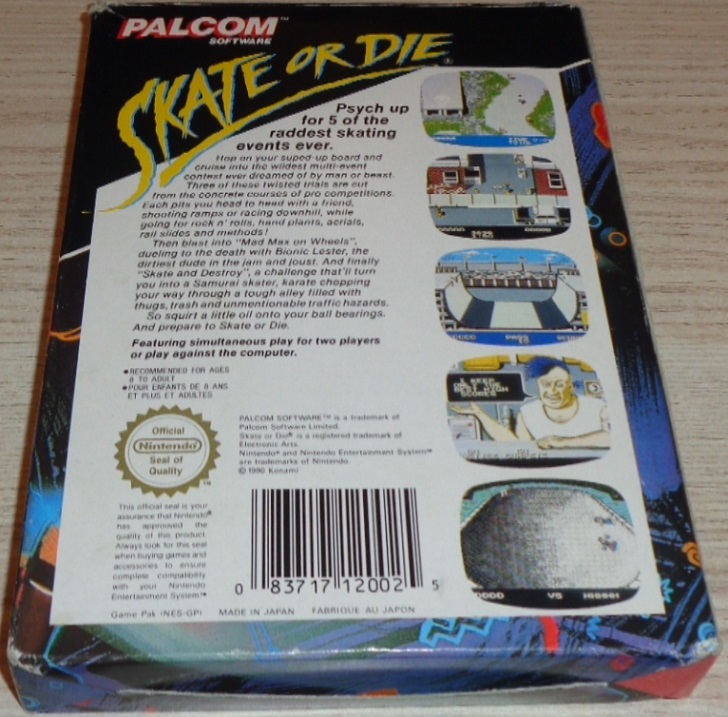 PALCOM™
SOFTWARE
SKATE OR DIE®
Psych up
for 5 of the
raddest skating
events ever.
Hop on your suped-up board and
cruise into the wildest multi-event
contest ever dreamed of by man or beast.
Three of these twisted trials are cut
from the concrete courses of pro competitions.
Each pits you head to head with a friend,
shooting ramps or racing downhill, while
going for rock n' rolls, hand plants, aerials,
rail slides and methods!
Then blast into "Mad Max on Wheels",
dueling to the death with Bionic Lester, the
dirtiest dude in the jam and joust. And finally
"Skate and Destroy", a challenge that'll turn
you into a Samurai skater, karate chopping
your way through a tough alley filled with
thugs, trash and unmentionable traffic hazards.
So squirt a little oil onto your ball bearings.
And prepare to Skate or Die.
Featuring simultaneous play for two players
or play against the computer.
•RECOMMENDED FOR AGES
8 TO ADULT
•POUR ENFANTS DE 8 ANS
ET PLUS ET ADULTES
Official
Nintendo
Seal of
Quality
™
This official seal is your
assurance that Nintendo®
has approved the
quality of this product.
Always look for this seal
when buying games and
accessories to ensure
complete compatibility
with your Nintendo
Entertainment System.™
PALCOM SOFTWARE™ is a trademark of
Palcom Software Limited.
Skate or Die® is a registered trademark of
Electronic Arts.
Nintendo® and Nintendo Entertainment System™
are trademarks of Nintendo.
© 1990 Konami
0 83717 12002 5
Game Pak (NES-GP) MADE IN JAPAN FABRIQUE AU JAPON
I KEEP
HIGH
SCORES
VS